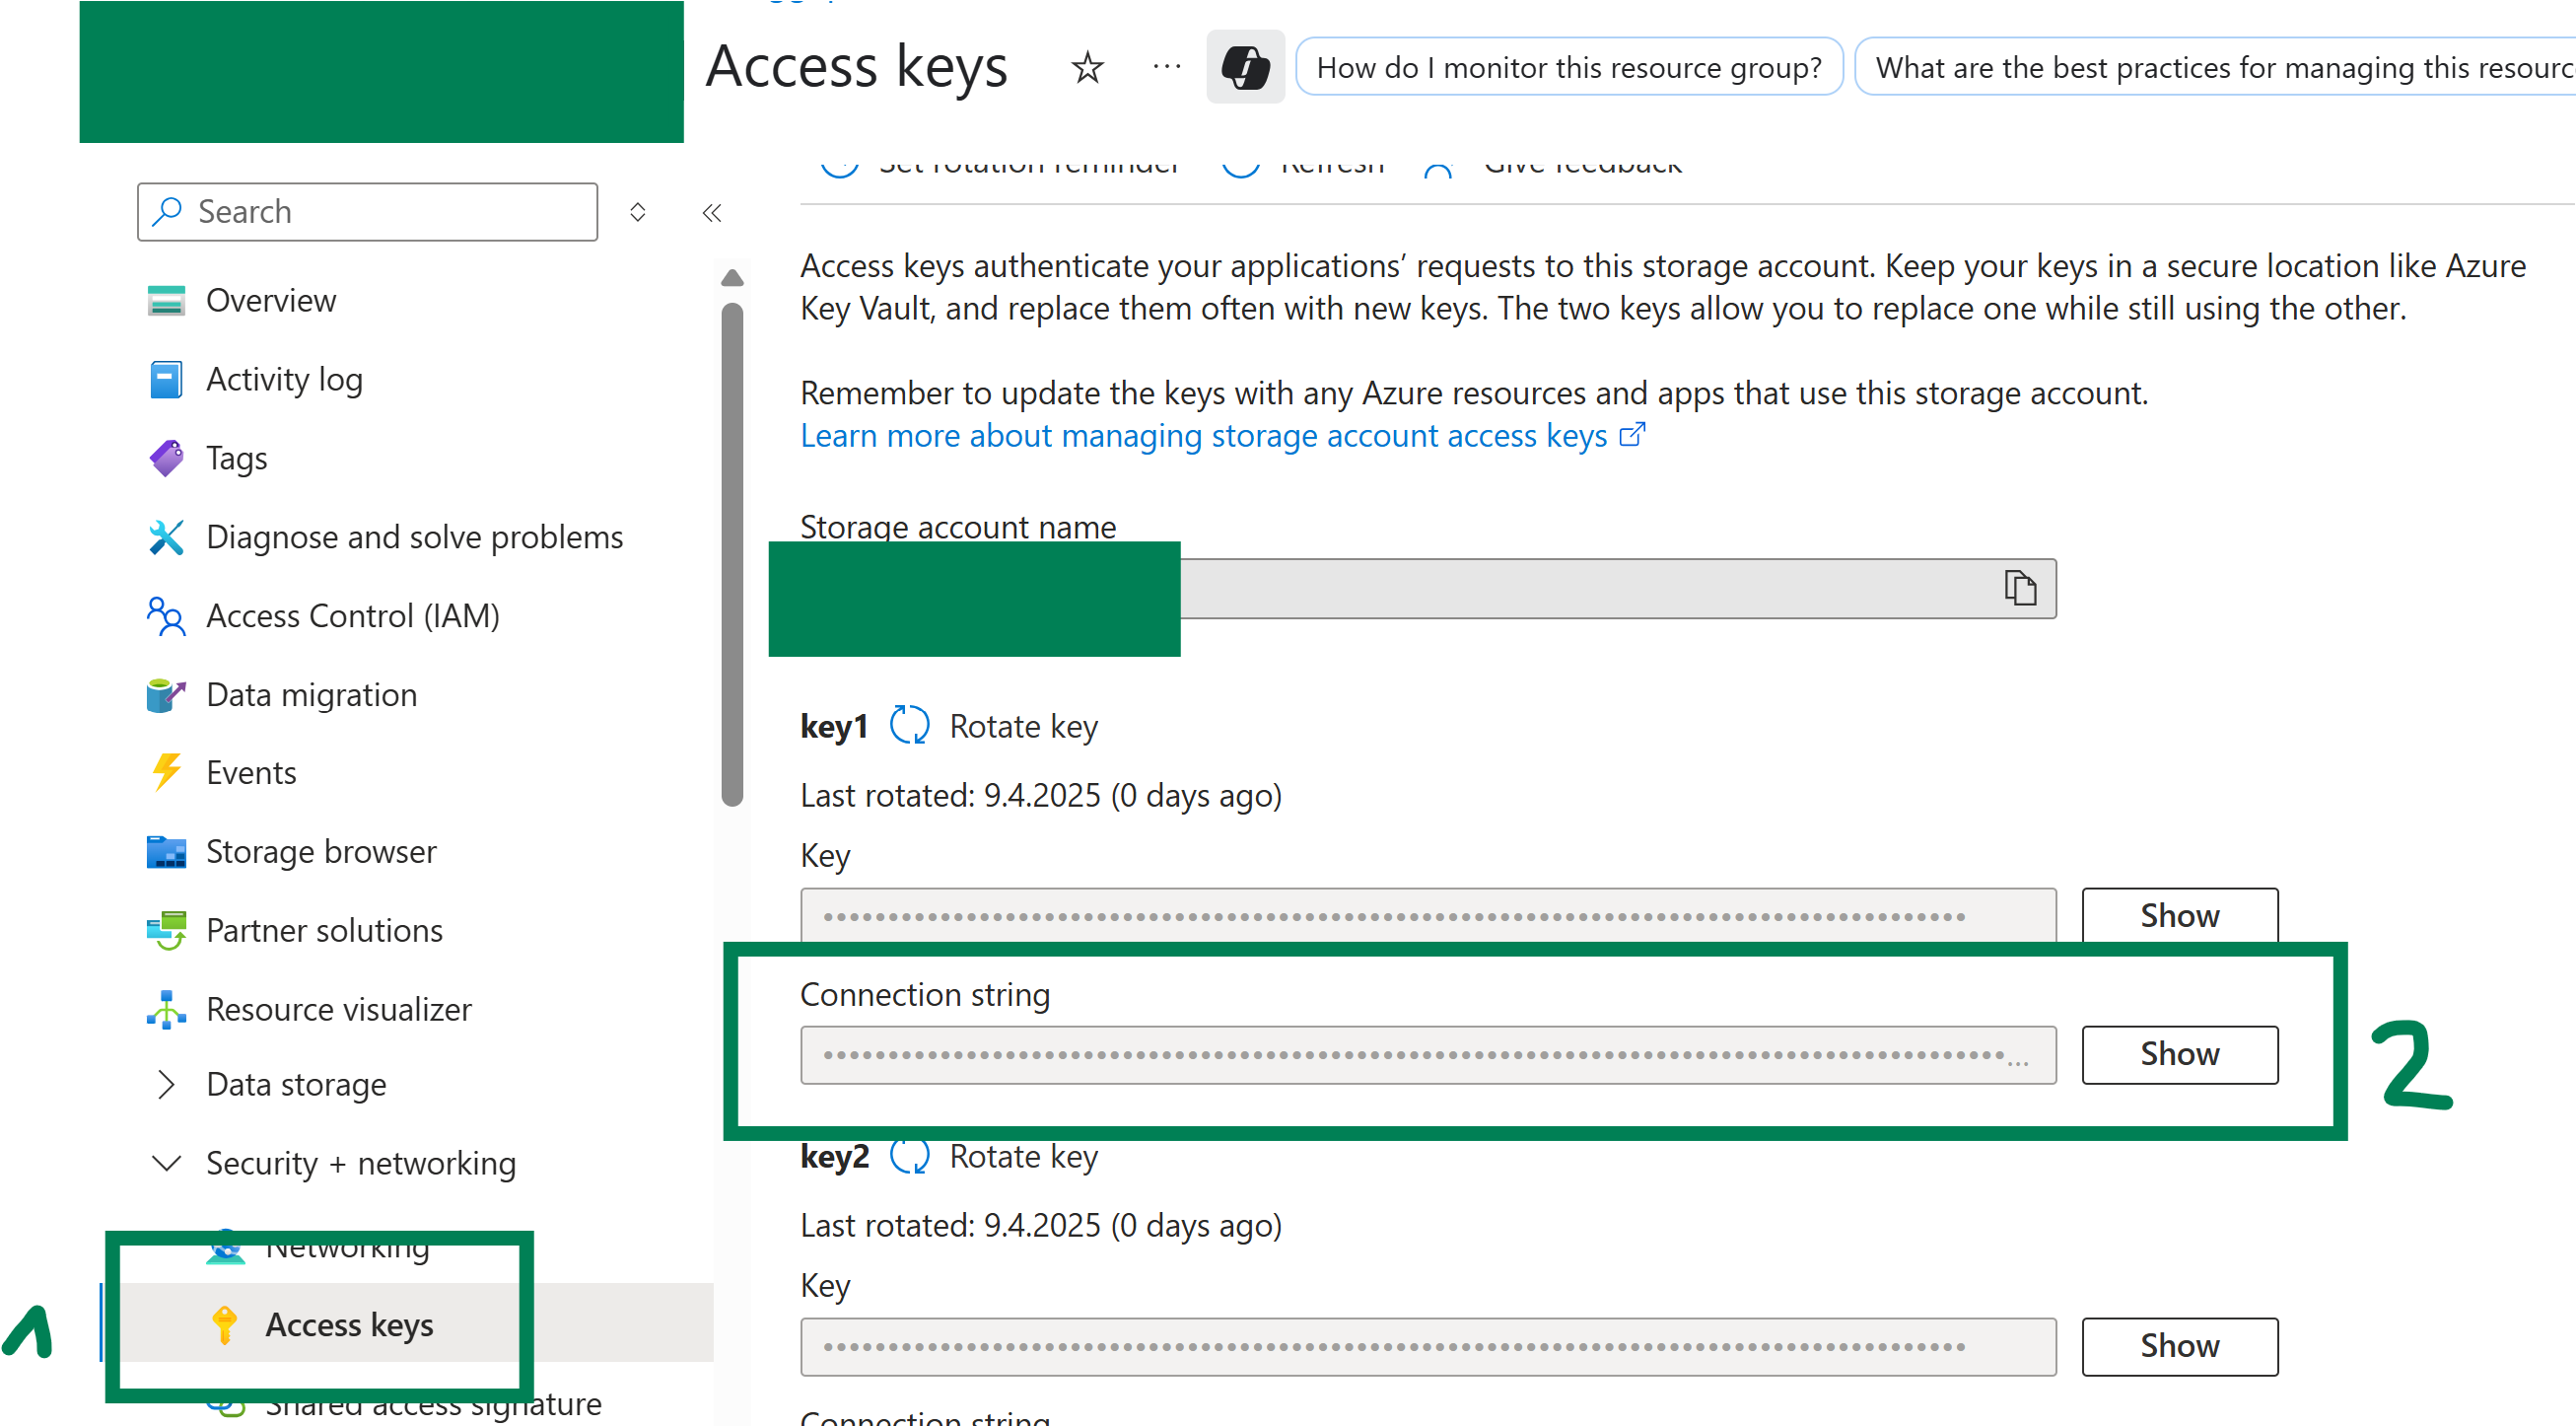 Access keys
How do I monitor this resource group?
What are the best practices for managing this
Set rotation reminder
Refresh
Give feedback
Search
Overview
Activity log
Tags
Diagnose and solve problems
Access Control (IAM)
Data migration
Events
Storage browser
Partner solutions
Resource visualizer
Data storage
Security + networking
Networking
Access keys
Shared access signature
1
Access keys authenticate your applications’ requests to this storage account. Keep your keys in a secure location like Azure
Key Vault, and replace them often with new keys. The two keys allow you to replace one while still using the other.
Remember to update the keys with any Azure resources and apps that use this storage account.
Learn more about managing storage account access keys
Storage account name
key1 Rotate key
Last rotated: 9.4.2025 (0 days ago)
Key
Show
Connection string
Show
2
key2 Rotate key
Last rotated: 9.4.2025 (0 days ago)
Key
Show
Connection string